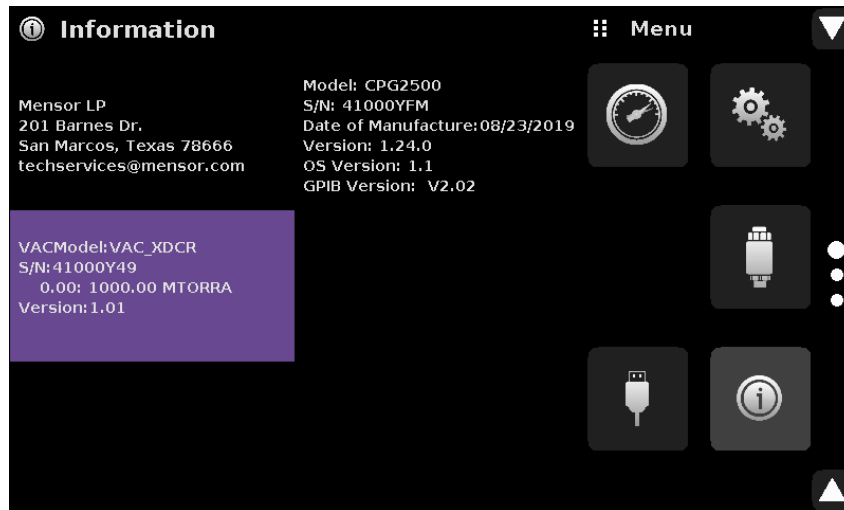 Information
Menu
Mensor LP
201 Barnes Dr.
San Marcos, Texas 78666
techservices@mensor.com
Model: CPG2500
S/N: 41000YFM
Date of Manufacture:08/23/2019
Version: 1.24.0
OS Version: 1.1
GPIB Version: V2.02
VACModel:VAC_XDCR
S/N:41000Y49
0.00: 1000.00 MTORRA
Version:1.01